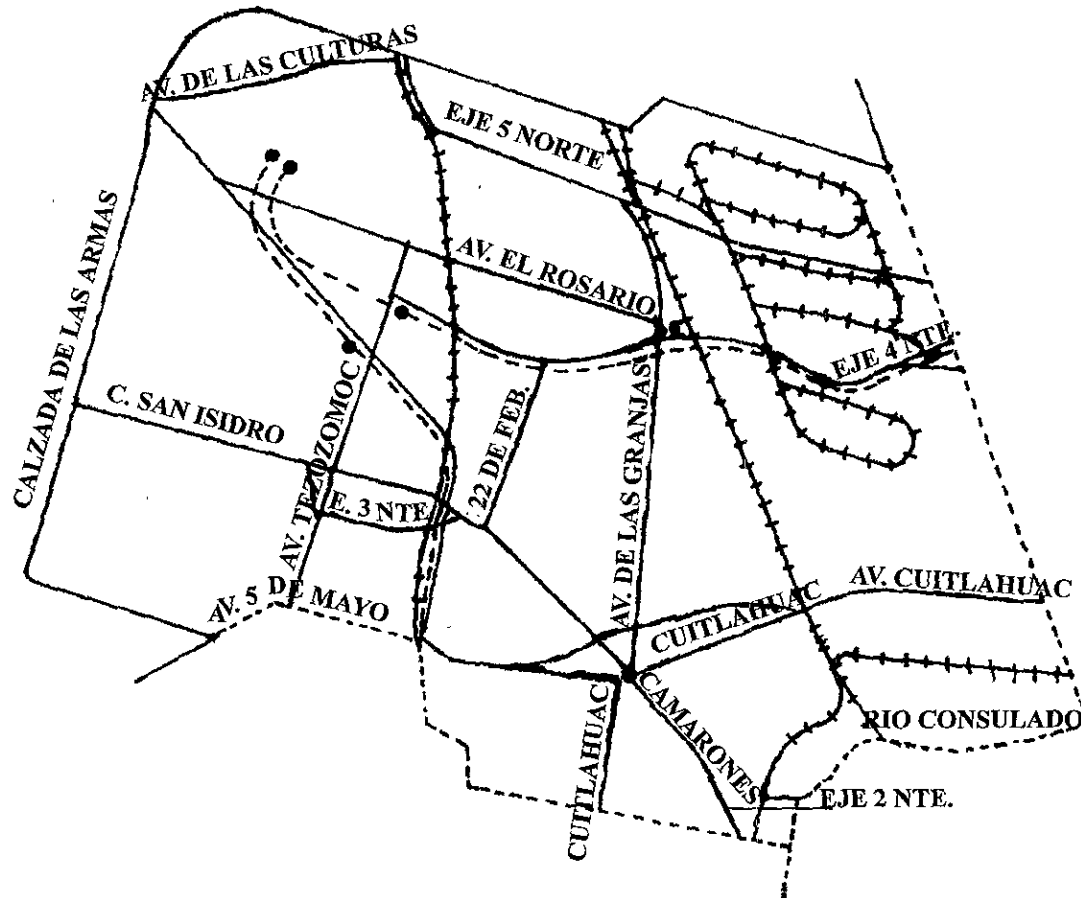 AV. DE LAS CULTURAS
EJE 5 NORTE
CALZADA DE LAS ARMAS
AV. EL ROSARIO
EJE 4 NTE.
C. SAN ISIDRO
AV. TEZOZOMOC
22 DE FEB.
AV. DE LAS GRANJAS
E. 3 NTE
AV. 5 DE MAYO
CUITLAHUAC
AV. CUITLAHUAC
CUITLAHUAC
CAMARONES
RIO CONSULADO
EJE 2 NTE.